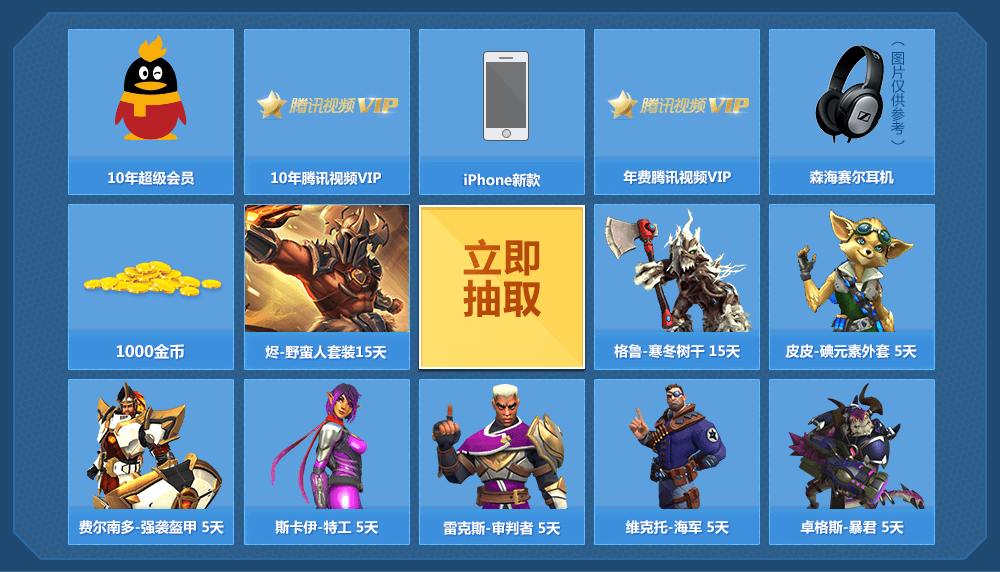 腾讯视频VIP
腾讯视频VIP
（图片仅供参考）
10年超级会员
10年腾讯视频VIP
iPhone新款
年费腾讯视频VIP
森海赛尔耳机
立即
抽取
1000金币
烬-野蛮人套装15天
格鲁-寒冬树干 15天
皮皮-碘元素外套 5天
费尔南多-强袭盔甲 5天
斯卡伊-特工 5天
雷克斯-审判者 5天
维克托-海军 5天
卓格斯-暴君 5天